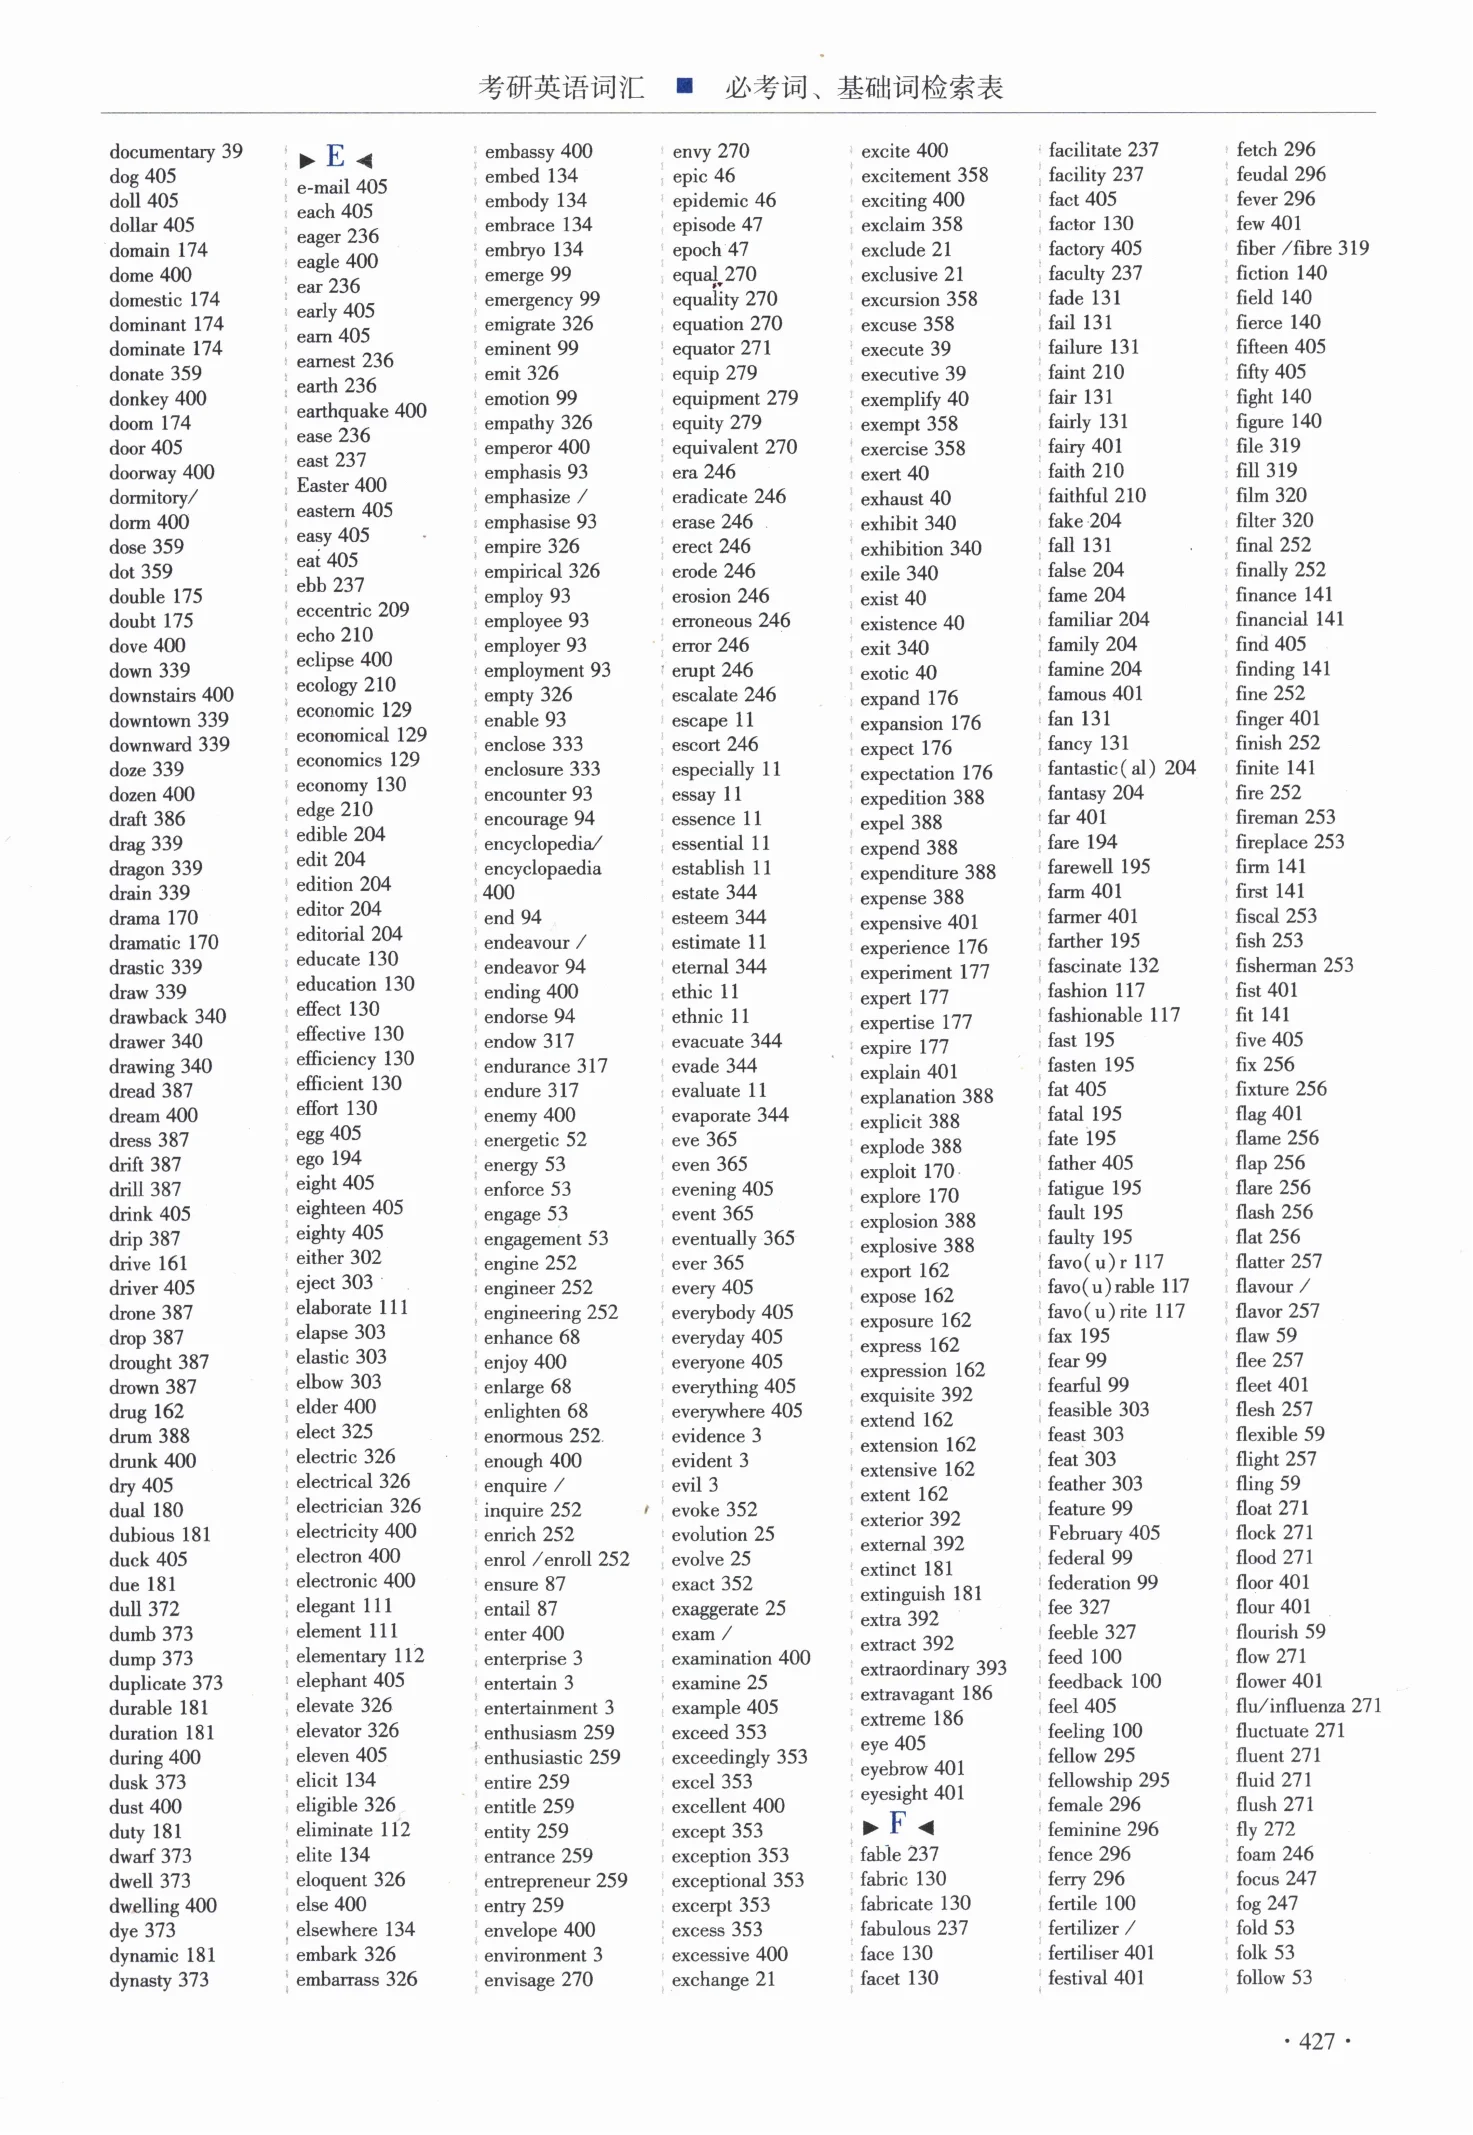 考研英语词汇 ■ 必考词、基础词检索表
documentary 39
dog 405
doll 405
dollar 405
domain 174
dome 400
domestic 174
dominant 174
dominate 174
donate 359
donkey 400
doom 174
door 405
doorway 400
dormitory/
dorm 400
dose 359
dot 359
double 175
doubt 175
dove 400
down 339
downstairs 400
downtown 339
downward 339
doze 339
dozen 400
draft 386
drag 339
dragon 339
drain 339
drama 170
dramatic 170
drastic 339
draw 339
drawback 340
drawer 340
drawing 340
dread 387
dream 400
dress 387
drift 387
drill 387
drink 405
drip 387
drive 161
driver 405
drone 387
drop 387
drought 387
drown 387
drug 162
drum 388
drunk 400
dry 405
dual 180
dubious 181
duck 405
due 181
dull 372
dumb 373
dump 373
duplicate 373
durable 181
duration 181
during 400
dusk 373
dust 400
duty 181
dwarf 373
dwell 373
dwelling 400
dye 373
dynamic 181
dynasty 373
▶ E ◀
e-mail 405
each 405
eager 236
eagle 400
ear 236
early 405
earn 405
earnest 236
earth 236
earthquake 400
ease 236
east 237
Easter 400
eastern 405
easy 405
eat 405
ebb 237
eccentric 209
echo 210
eclipse 400
ecology 210
economic 129
economical 129
economics 129
economy 130
edge 210
edible 204
edit 204
edition 204
editor 204
editorial 204
educate 130
education 130
effect 130
effective 130
efficiency 130
efficient 130
effort 130
egg 405
ego 194
eight 405
eighteen 405
eighty 405
either 302
eject 303
elaborate 111
elapse 303
elastic 303
elbow 303
elder 400
elect 325
electric 326
electrical 326
electrician 326
electricity 400
electron 400
electronic 400
elegant 111
element 111
elementary 112
elephant 405
elevate 326
elevator 326
eleven 405
elicit 134
eligible 326
eliminate 112
elite 134
eloquent 326
else 400
elsewhere 134
embark 326
embarrass 326
embassy 400
embed 134
embody 134
embrace 134
embryo 134
emerge 99
emergency 99
emigrate 326
eminent 99
emit 326
emotion 99
empathy 326
emperor 400
emphasis 93
emphasize /
emphasise 93
empire 326
empirical 326
employ 93
employee 93
employer 93
employment 93
empty 326
enable 93
enclose 333
enclosure 333
encounter 93
encourage 94
encyclopedia/
encyclopaedia
400
end 94
endeavour /
endeavor 94
ending 400
endorse 94
endow 317
endurance 317
endure 317
enemy 400
energetic 52
energy 53
enforce 53
engage 53
engagement 53
engine 252
engineer 252
engineering 252
enhance 68
enjoy 400
enlarge 68
enlighten 68
enormous 252
enough 400
enquire /
inquire 252
enrich 252
enrol /enroll 252
ensure 87
entail 87
enter 400
enterprise 3
entertain 3
entertainment 3
enthusiasm 259
enthusiastic 259
entire 259
entitle 259
entity 259
entrance 259
entrepreneur 259
entry 259
envelope 400
environment 3
envisage 270
envy 270
epic 46
epidemic 46
episode 47
epoch 47
equal 270
equality 270
equation 270
equator 271
equip 279
equipment 279
equity 279
equivalent 270
era 246
eradicate 246
erase 246
erect 246
erode 246
erosion 246
erroneous 246
error 246
erupt 246
escalate 246
escape 11
escort 246
especially 11
essay 11
essence 11
essential 11
establish 11
estate 344
esteem 344
estimate 11
eternal 344
ethic 11
ethnic 11
evacuate 344
evade 344
evaluate 11
evaporate 344
eve 365
even 365
evening 405
event 365
eventually 365
ever 365
every 405
everybody 405
everyday 405
everyone 405
everything 405
everywhere 405
evidence 3
evident 3
evil 3
evoke 352
evolution 25
evolve 25
exact 352
exaggerate 25
exam /
examination 400
examine 25
example 405
exceed 353
exceedingly 353
excel 353
excellent 400
except 353
exception 353
exceptional 353
excerpt 353
excess 353
excessive 400
exchange 21
excite 400
excitement 358
exciting 400
exclaim 358
exclude 21
exclusive 21
excursion 358
excuse 358
execute 39
executive 39
exemplify 40
exempt 358
exercise 358
exert 40
exhaust 40
exhibit 340
exhibition 340
exile 340
exist 40
existence 40
exit 340
exotic 40
expand 176
expansion 176
expect 176
expectation 176
expedition 388
expel 388
expend 388
expenditure 388
expense 388
expensive 401
experience 176
experiment 177
expert 177
expertise 177
expire 177
explain 401
explanation 388
explicit 388
explode 388
exploit 170
explore 170
explosion 388
explosive 388
export 162
expose 162
exposure 162
express 162
expression 162
exquisite 392
extend 162
extension 162
extensive 162
extent 162
exterior 392
external 392
extinct 181
extinguish 181
extra 392
extract 392
extraordinary 393
extravagant 186
extreme 186
eye 405
eyebrow 401
eyesight 401
▶ F ◀
fable 237
fabric 130
fabricate 130
fabulous 237
face 130
facet 130
facilitate 237
facility 237
fact 405
factor 130
factory 405
faculty 237
fade 131
fail 131
failure 131
faint 210
fair 131
fairly 131
fairy 401
faith 210
faithful 210
fake 204
fall 131
false 204
fame 204
familiar 204
family 204
famine 204
famous 401
fan 131
fancy 131
fantastic( al) 204
fantasy 204
far 401
fare 194
farewell 195
farm 401
farmer 401
farther 195
fascinate 132
fashion 117
fashionable 117
fast 195
fasten 195
fat 405
fatal 195
fate 195
father 405
fatigue 195
fault 195
faulty 195
favo( u) r 117
favo( u) rable 117
favo( u) rite 117
fax 195
fear 99
fearful 99
feasible 303
feast 303
feat 303
feather 303
feature 99
February 405
federal 99
federation 99
fee 327
feeble 327
feed 100
feedback 100
feel 405
feeling 100
fellow 295
fellowship 295
female 296
feminine 296
fence 296
ferry 296
fertile 100
fertilizer /
fertiliser 401
festival 401
fetch 296
feudal 296
fever 296
few 401
fiber /fibre 319
fiction 140
field 140
fierce 140
fifteen 405
fifty 405
fight 140
figure 140
file 319
fill 319
film 320
filter 320
final 252
finally 252
finance 141
financial 141
find 405
finding 141
fine 252
finger 401
finish 252
finite 141
fire 252
fireman 253
fireplace 253
firm 141
first 141
fiscal 253
fish 253
fisherman 253
fist 401
fit 141
five 405
fix 256
fixture 256
flag 401
flame 256
flap 256
flare 256
flash 256
flat 256
flatter 257
flavour /
flavor 257
flaw 59
flee 257
fleet 401
flesh 257
flexible 59
flight 257
fling 59
float 271
flock 271
flood 271
floor 401
flour 401
flourish 59
flow 271
flower 401
flu/influenza 271
fluctuate 271
fluent 271
fluid 271
flush 271
fly 272
foam 246
focus 247
fog 247
fold 53
folk 53
follow 53
· 427 ·